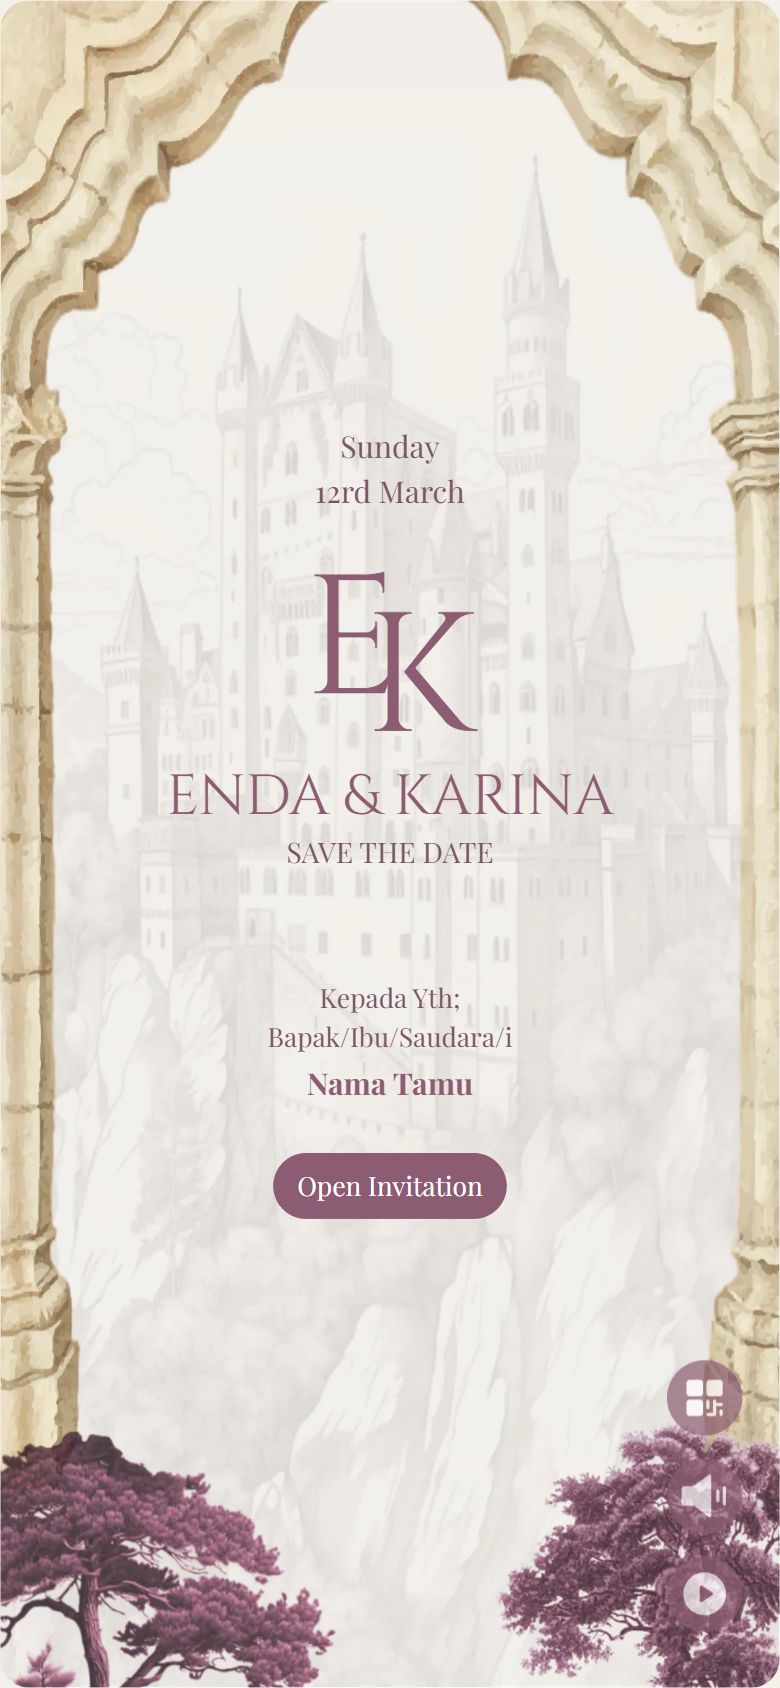 Sunday
12rd March
EK
ENDA & KARINA
SAVE THE DATE
Kepada Yth;
Bapak/Ibu/Saudara/i
Nama Tamu
Open Invitation